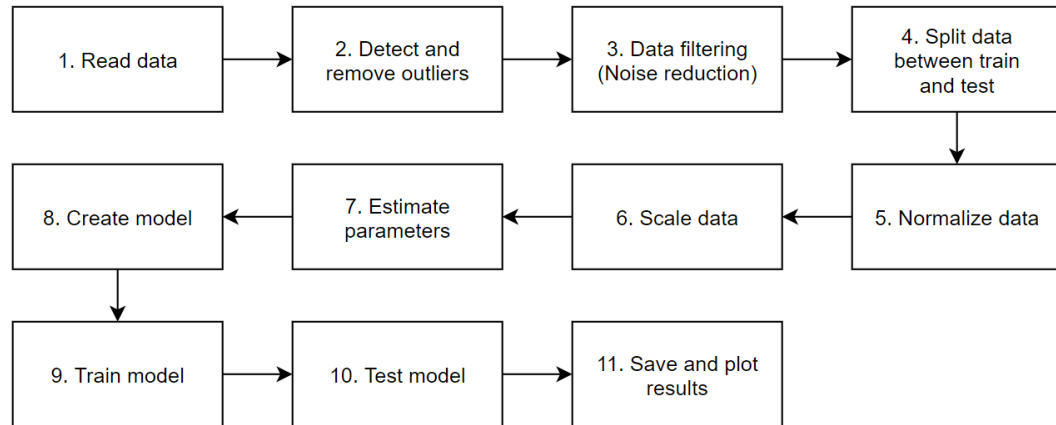 1. Read data
2. Detect and
remove outliers
3. Data filtering
(Noise reduction)
4. Split data
between train
and test
5. Normalize data
6. Scale data
7. Estimate
parameters
8. Create model
9. Train model
10. Test model
11. Save and plot
results